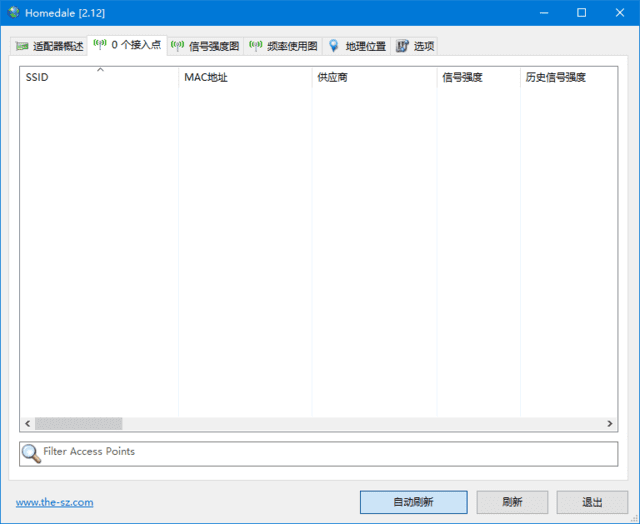 Homedale [2.12]
适配器概述 0 个接入点 信号强度图 频率使用图 地理位置 选项
SSID MAC地址 供应商 信号强度 历史信号强度
Filter Access Points
www.the-sz.com 自动刷新 刷新 退出